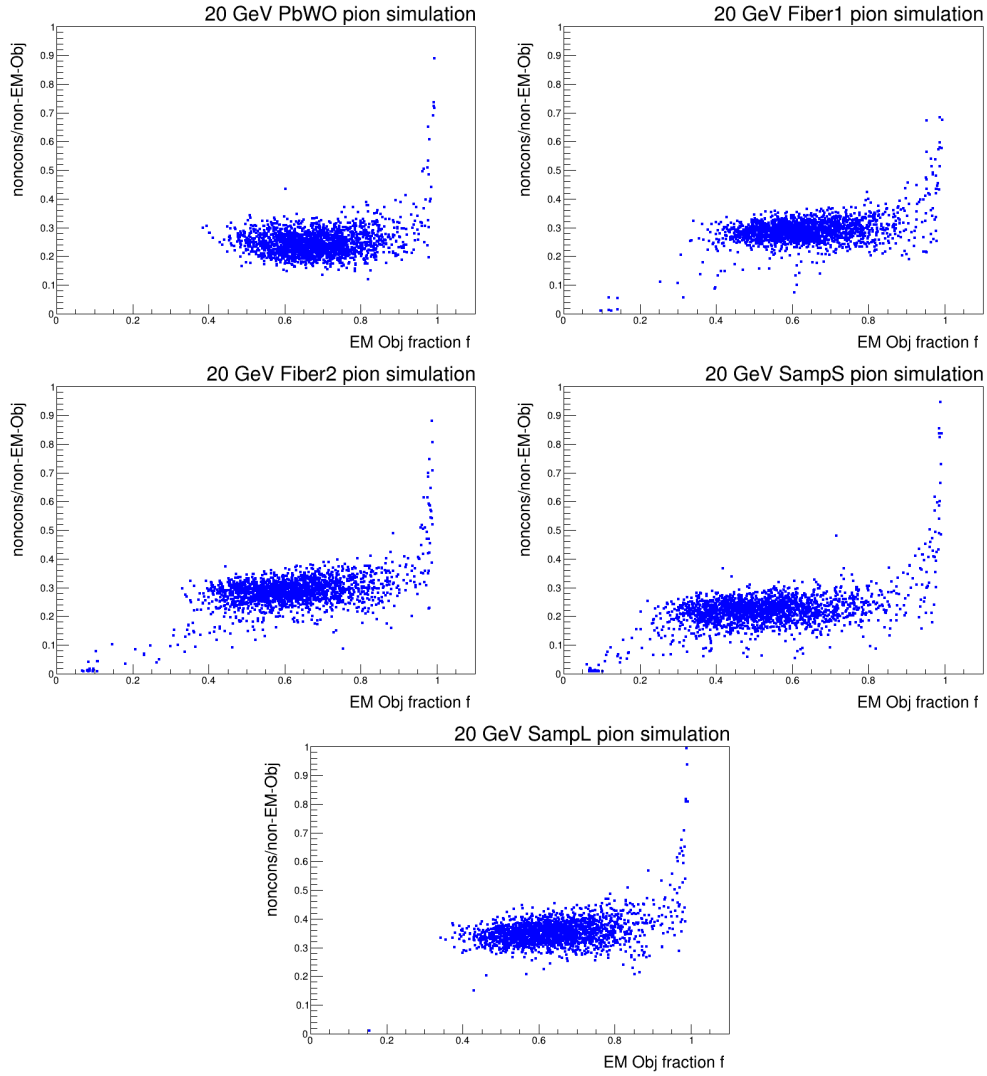 20 GeV PbWO pion simulation
noncons/non-EM-Obj
1
0.9
0.8
0.7
0.6
0.5
0.4
0.3
0.2
0.1
0
0 0.2 0.4 0.6 0.8 1
EM Obj fraction f
20 GeV Fiber1 pion simulation
noncons/non-EM-Obj
1
0.9
0.8
0.7
0.6
0.5
0.4
0.3
0.2
0.1
0
0 0.2 0.4 0.6 0.8 1
EM Obj fraction f
20 GeV Fiber2 pion simulation
noncons/non-EM-Obj
1
0.9
0.8
0.7
0.6
0.5
0.4
0.3
0.2
0.1
0
0 0.2 0.4 0.6 0.8 1
EM Obj fraction f
20 GeV SampS pion simulation
noncons/non-EM-Obj
1
0.9
0.8
0.7
0.6
0.5
0.4
0.3
0.2
0.1
0
0 0.2 0.4 0.6 0.8 1
EM Obj fraction f
20 GeV SampL pion simulation
noncons/non-EM-Obj
1
0.9
0.8
0.7
0.6
0.5
0.4
0.3
0.2
0.1
0
0 0.2 0.4 0.6 0.8 1
EM Obj fraction f